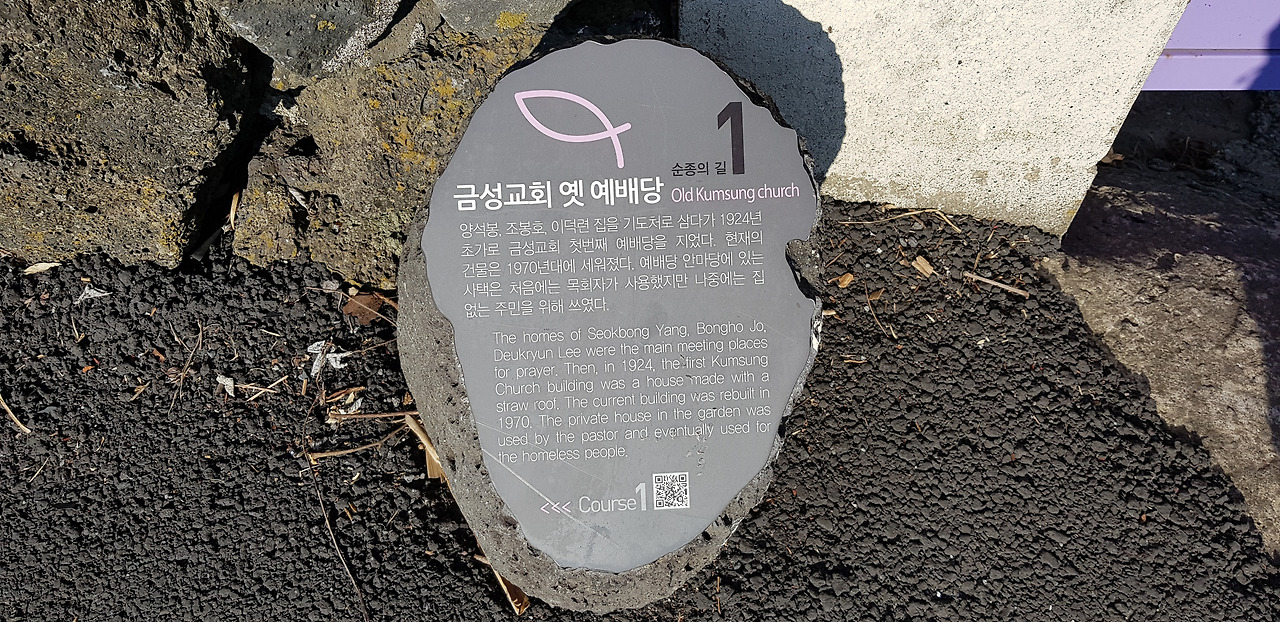 순종의 길 1
금성교회 옛 예배당 Old Kumsung church
양석봉, 조봉호, 이덕련 집을 기도처로 삼다가 1924년
초가로 금성교회 첫번째 예배당을 지었다. 현재의
건물은 1970년대에 세워졌다. 예배당 안마당에 있는
사택은 처음에는 목회자가 사용했지만 나중에는 집
없는 주민을 위해 쓰였다.
The homes of Seokbong Yang, Bongho Jo,
Deukryun Lee were the main meeting places
for prayer. Then, in 1924, the first Kumsung
Church building was a house made with a
straw roof. The current building was rebuilt in
1970. The private house in the garden was
used by the pastor and eventually used for
the homeless people.
<<< Course1